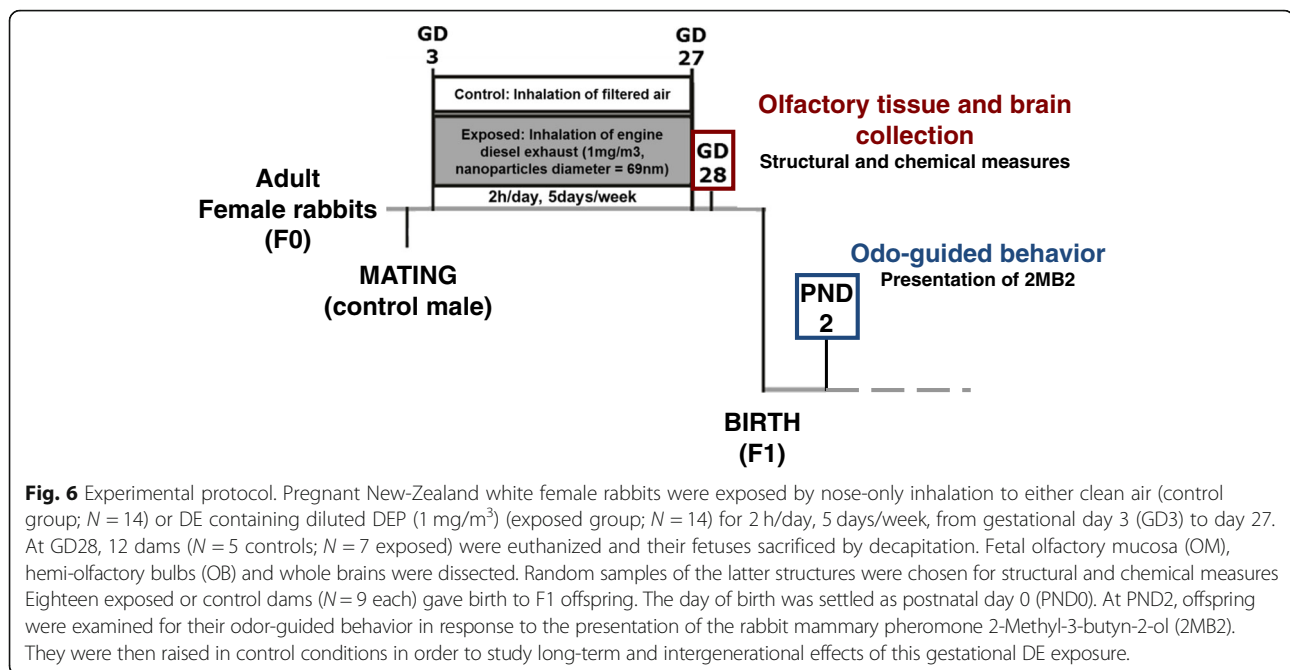 GD
3
GD
27
Control: Inhalation of filtered air
Exposed: Inhalation of engine
diesel exhaust (1mg/m3,
nanoparticles diameter = 69nm)
2h/day, 5days/week
GD
28
Olfactory tissue and brain
collection
Structural and chemical measures
Adult
Female rabbits
(F0)
MATING
(control male)
Odo-guided behavior
Presentation of 2MB2
PND
2
BIRTH
(F1)
Fig. 6 Experimental protocol. Pregnant New-Zealand white female rabbits were exposed by nose-only inhalation to either clean air (control
group; N = 14) or DE containing diluted DEP (1 mg/m³) (exposed group; N = 14) for 2 h/day, 5 days/week, from gestational day 3 (GD3) to day 27.
At GD28, 12 dams (N = 5 controls; N = 7 exposed) were euthanized and their fetuses sacrificed by decapitation. Fetal olfactory mucosa (OM),
hemi-olfactory bulbs (OB) and whole brains were dissected. Random samples of the latter structures were chosen for structural and chemical measures
Eighteen exposed or control dams (N = 9 each) gave birth to F1 offspring. The day of birth was settled as postnatal day 0 (PND0). At PND2, offspring
were examined for their odor-guided behavior in response to the presentation of the rabbit mammary pheromone 2-Methyl-3-butyn-2-ol (2MB2).
They were then raised in control conditions in order to study long-term and intergenerational effects of this gestational DE exposure.